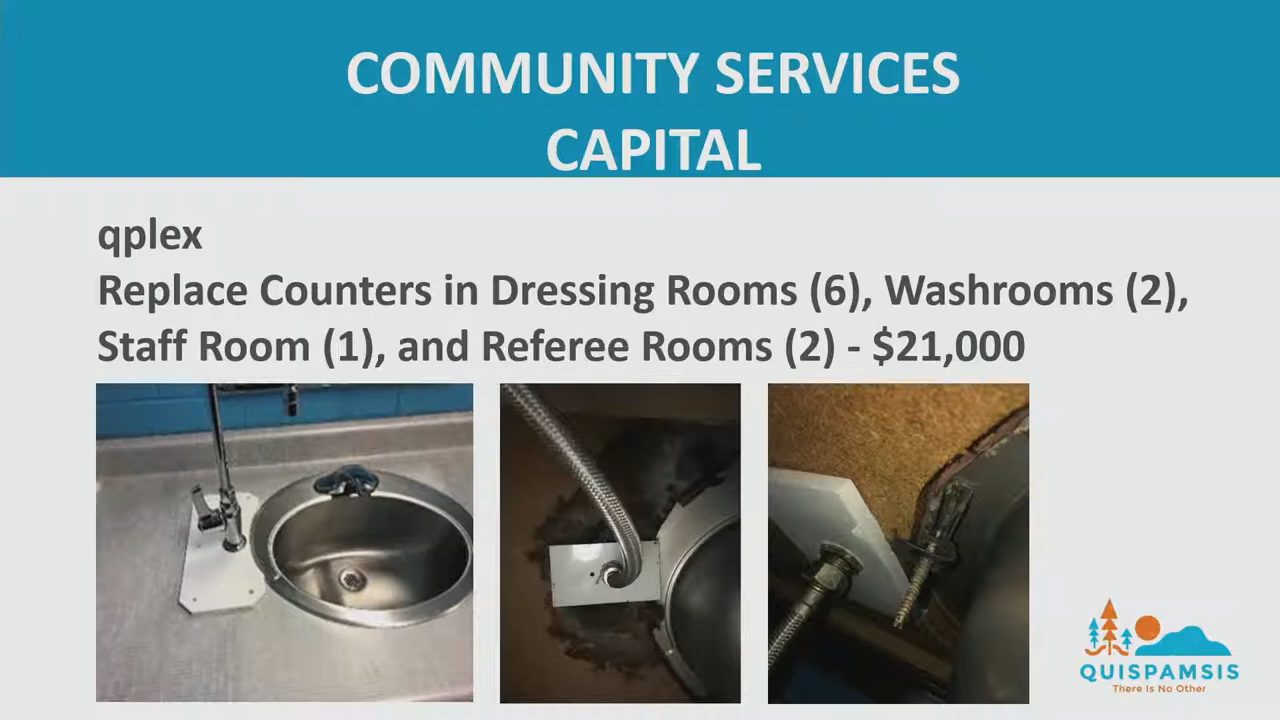 COMMUNITY SERVICES
CAPITAL
qplex
Replace Counters in Dressing Rooms (6), Washrooms (2),
Staff Room (1), and Referee Rooms (2) - $21,000
QUISPAMSIS
There Is No Other